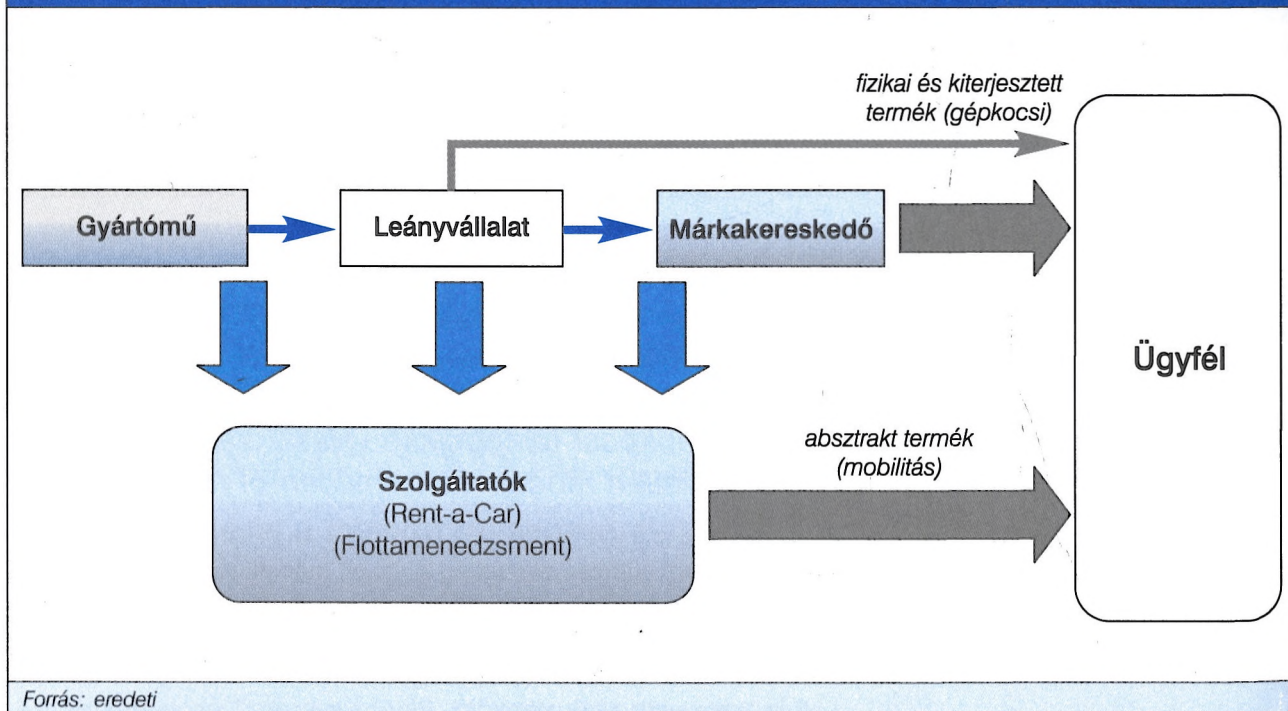 fizikai és kiterjesztett
termék (gépkocsi)
Gyártómű
Leányvállalat
Márkakereskedő
Ügyfél
absztrakt termék
(mobilitás)
Szolgáltatók
(Rent-a-Car)
(Flottamenedzsment)
Forrás: eredeti